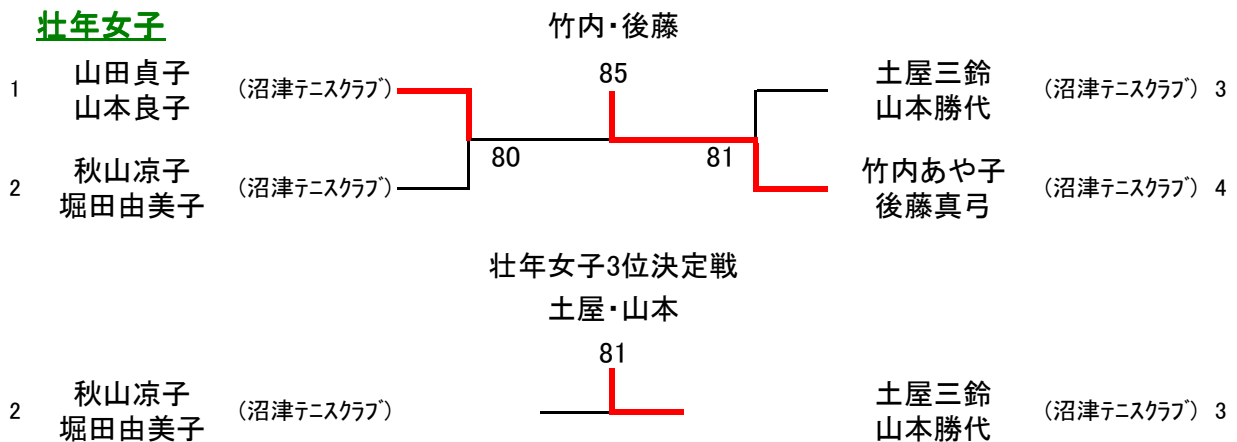 壮年女子
竹内・後藤
85
1 山田貞子 山本良子 (沼津テニスクラブ)
土屋三鈴 山本勝代 (沼津テニスクラブ) 3
80
81
2 秋山凉子 堀田由美子 (沼津テニスクラブ)
竹内あや子 後藤真弓 (沼津テニスクラブ) 4
壮年女子3位決定戦
土屋・山本
81
2 秋山凉子 堀田由美子 (沼津テニスクラブ)
土屋三鈴 山本勝代 (沼津テニスクラブ) 3